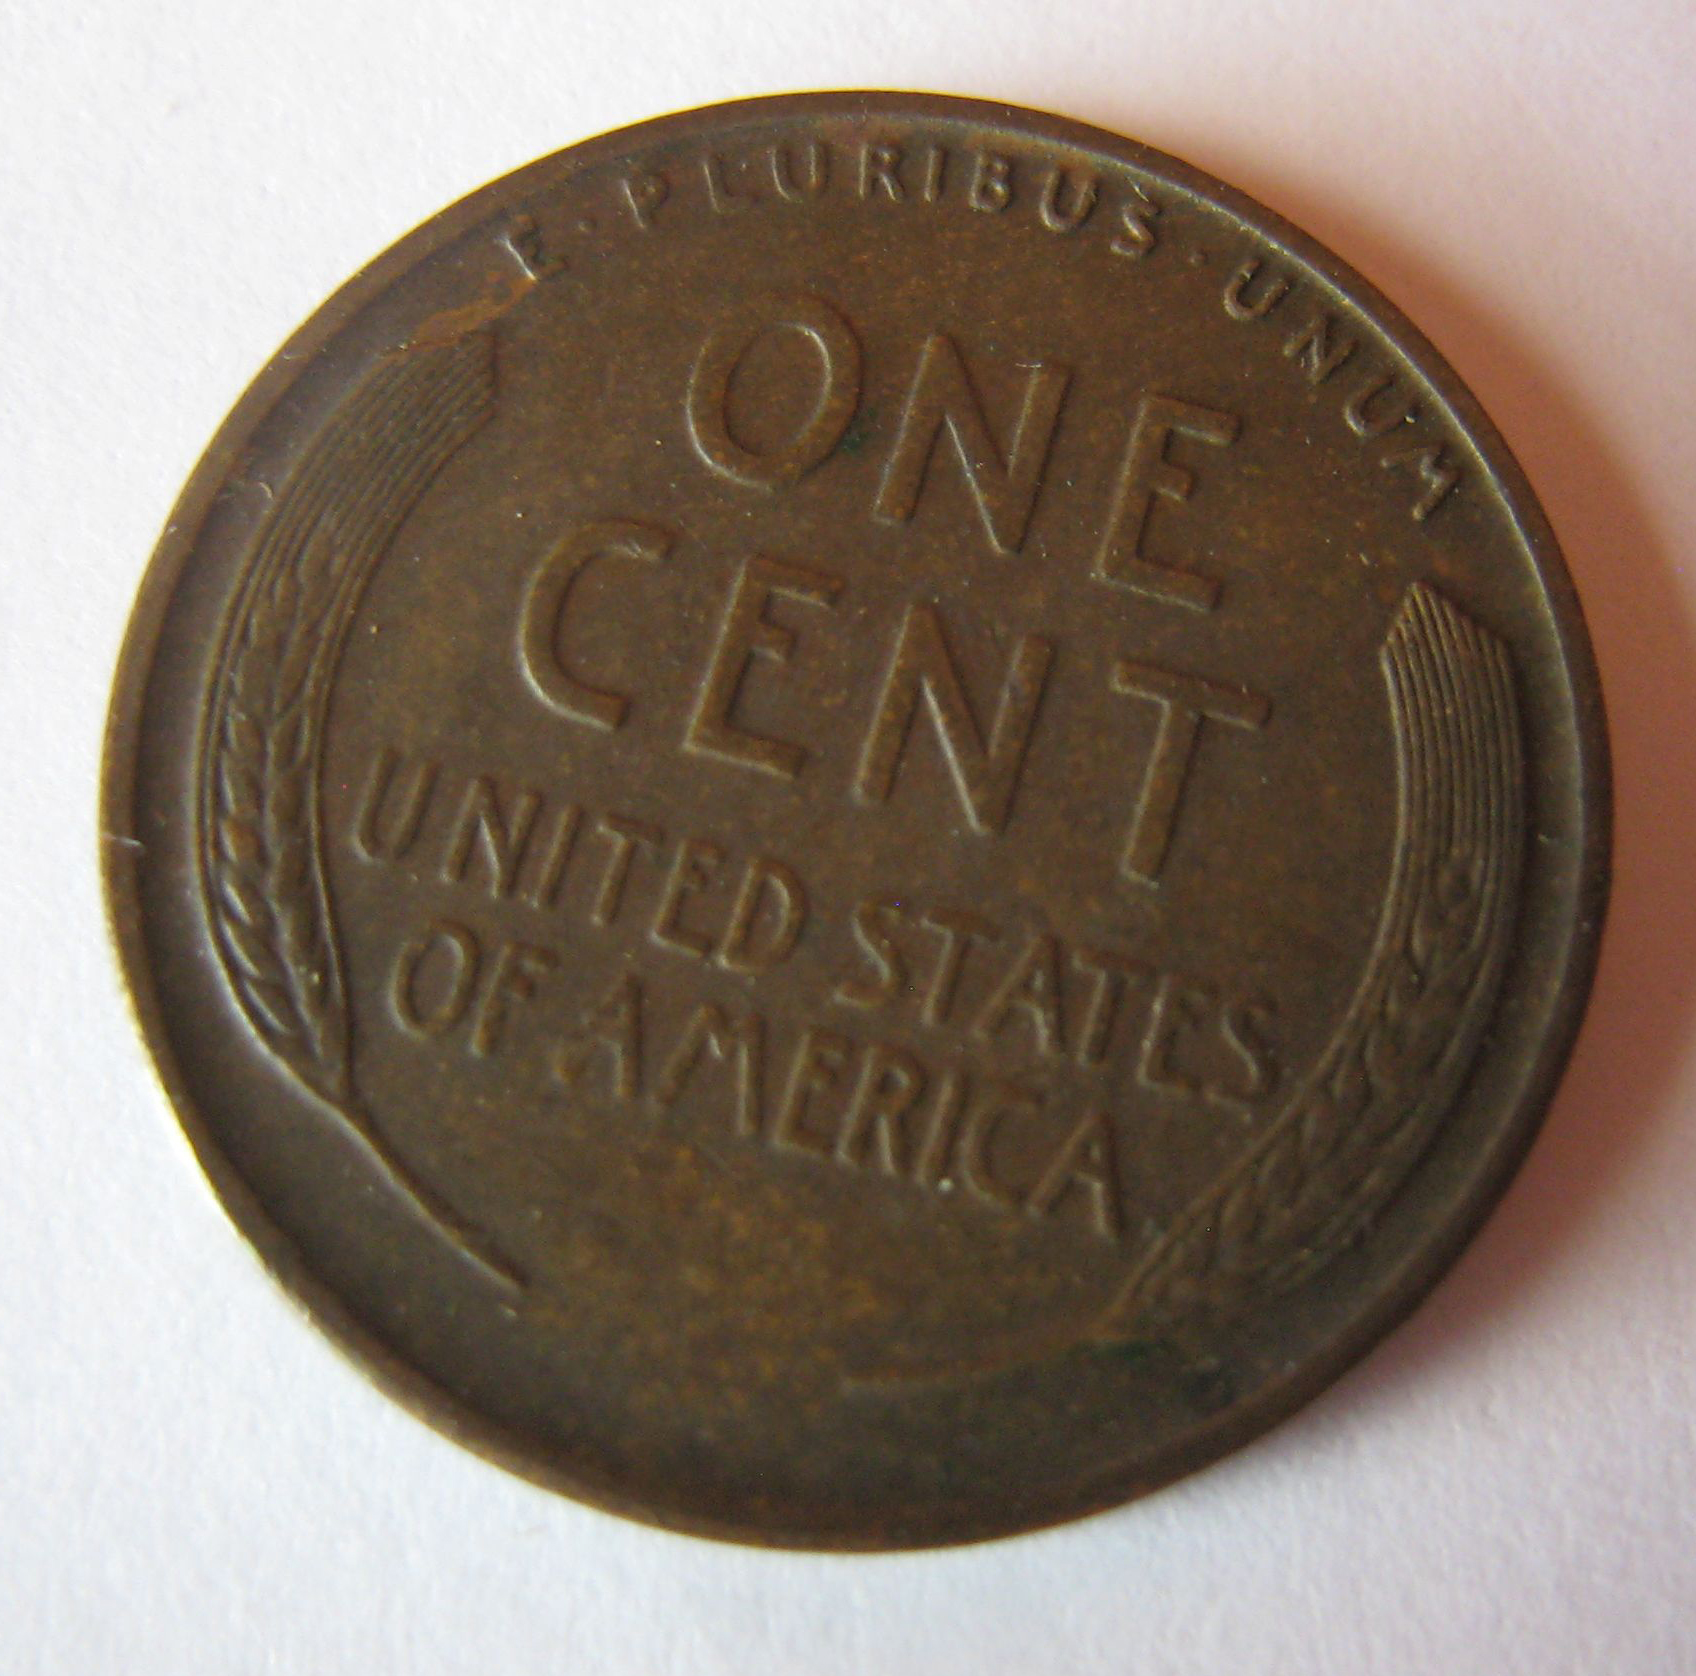 E · PLURIBUS · UNUM
ONE
CENT
UNITED STATES
OF AMERICA